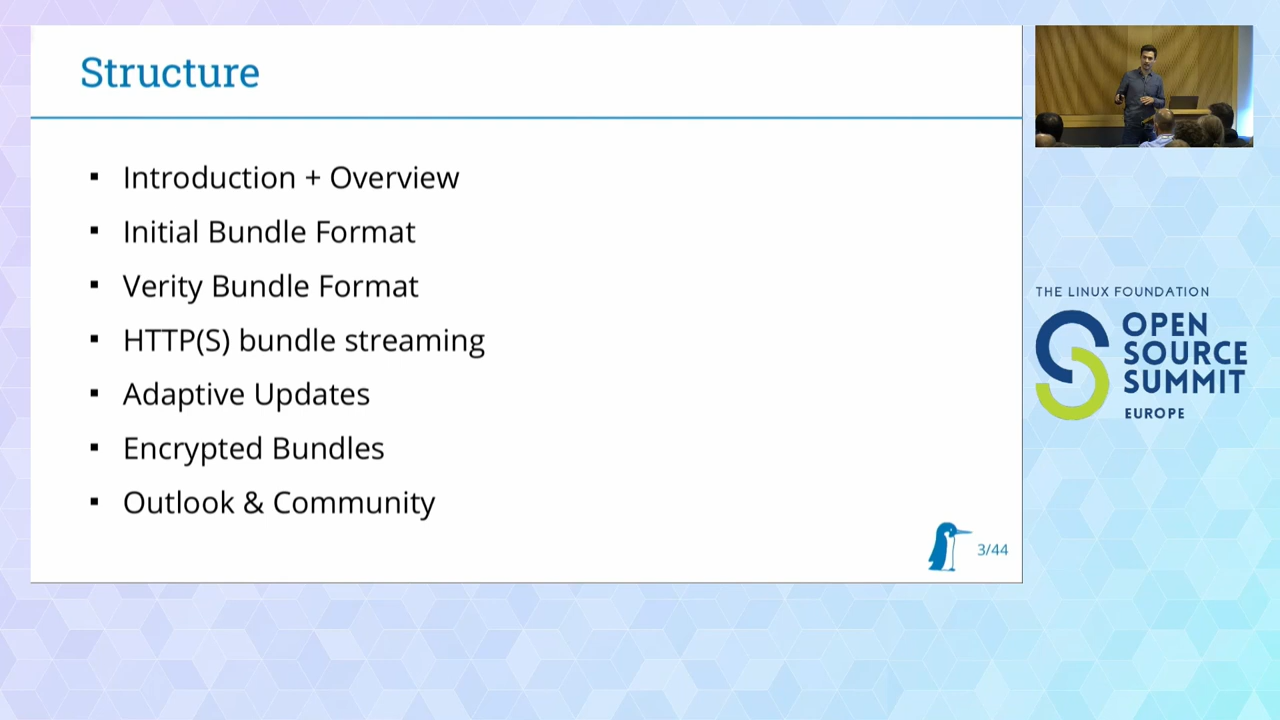 Structure
Introduction + Overview
Initial Bundle Format
Verity Bundle Format
HTTP(S) bundle streaming
Adaptive Updates
Encrypted Bundles
Outlook & Community
3/44
THE LINUX FOUNDATION
OPEN
SOURCE
SUMMIT
EUROPE